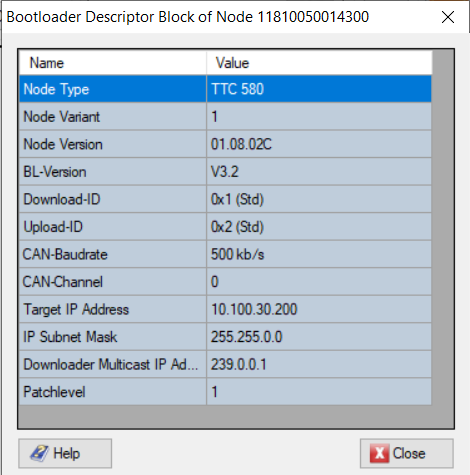 Bootloader Descriptor Block of Node 11810050014300
Name Value
Node Type TTC 580
Node Variant 1
Node Version 01.08.02C
BL-Version V3.2
Download-ID 0x1 (Std)
Upload-ID 0x2 (Std)
CAN-Baudrate 500 kb/s
CAN-Channel 0
Target IP Address 10.100.30.200
IP Subnet Mask 255.255.0.0
Downloader Multicast IP Ad... 239.0.0.1
Patchlevel 1
Help Close